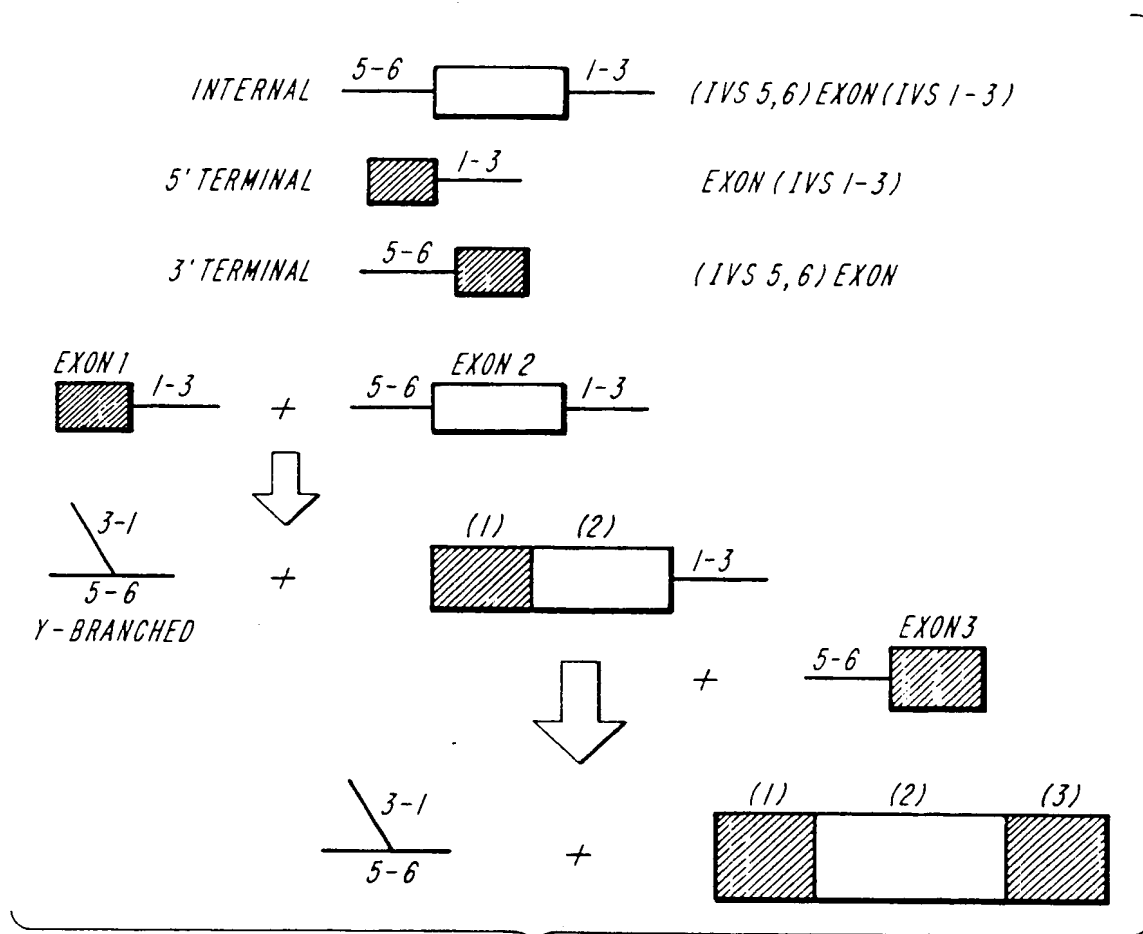 5-6 1-3
INTERNAL (IVS 5,6) EXON (IVS 1-3)
1-3
5' TERMINAL EXON (IVS 1-3)
5-6
3' TERMINAL (IVS 5,6) EXON
EXON 1 EXON 2
1-3 + 5-6 1-3
3-1 (1) (2)
+ 1-3
5-6
Y-BRANCHED EXON 3
+ 5-6
3-1 (1) (2) (3)
+
5-6